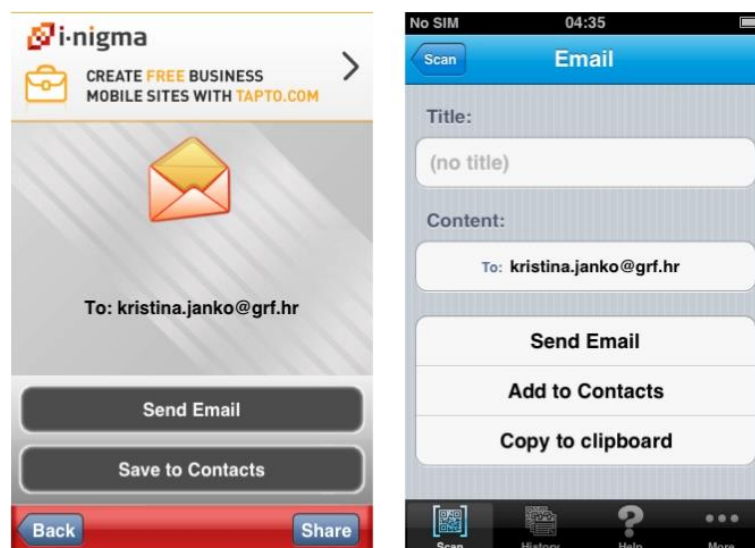 i-nigma
CREATE FREE BUSINESS
MOBILE SITES WITH TAPTO.COM
To: kristina.janko@grf.hr
Send Email
Save to Contacts
Back
Share
No SIM
04:35
Scan
Email
Title:
(no title)
Content:
To: kristina.janko@grf.hr
Send Email
Add to Contacts
Copy to clipboard
Scan
History
Help
More